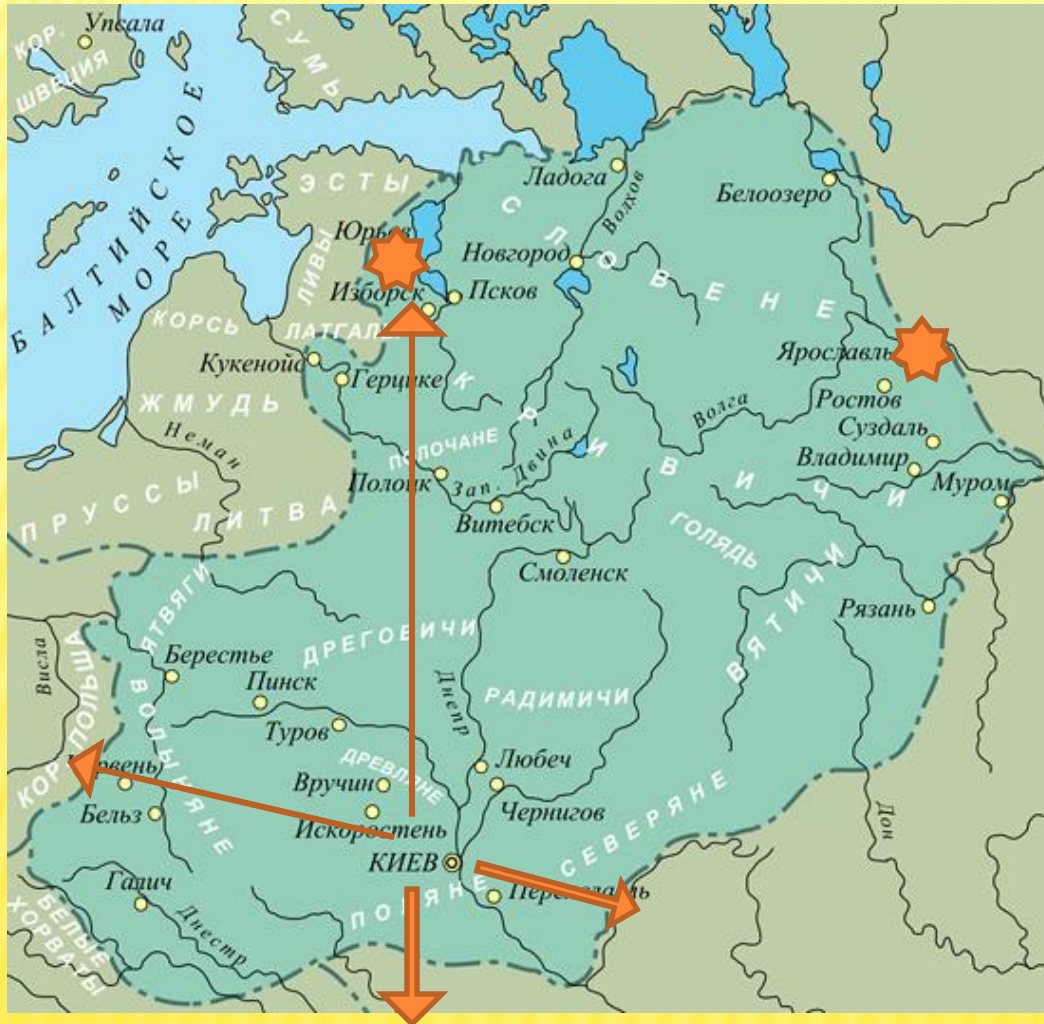 Упсала
КОР. ШВЕЦИЯ
СУМЬ
БАЛТИЙСКОЕ МОРЕ
ЭСТЫ
Ладога
Волхов
Белоозеро
СЛОВЕНЕ
Юрьев
Новгород
ЛИВЫ
Изборск
Псков
КОРСЬ
ЛАТГАЛЫ
Ярославль
Кукенойс
Герцике
Ростов
ЖМУДЬ
КРИВИЧИ
Волга
Суздаль
Неман
ПОЛОЧАНЕ
Владимир
Полоцк
Зап. Двина
Муром
ПРУССЫ
ЛИТВА
Витебск
ГОЛЯДЬ
Смоленск
ВЯТИЧИ
ЯТВЯГИ
Рязань
Висла
ДРЕГОВИЧИ
Берестье
КОР. ПОЛЬША
Пинск
Днепр
РАДИМИЧИ
ВОЛЫНЯНЕ
Туров
ДРЕВЛЯНЕ
Любеч
Вручин
Чернигов
Бельз
Искоростень
СЕВЕРЯНЕ
Дон
КИЕВ
Галич
ПОЛЯНЕ
Днестр
БЕЛЫЕ ХОРВАТЫ